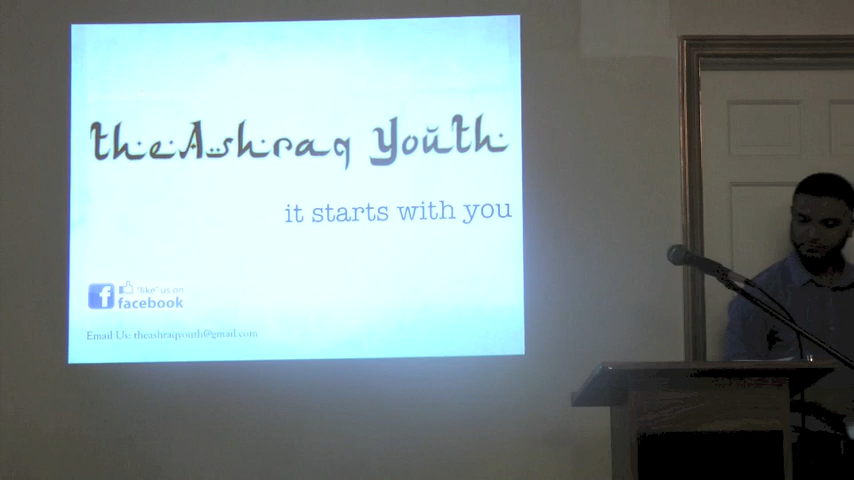 theAshraq Youth
it starts with you
f "like" us on
facebook
Email Us: theashraqyouth@gmail.com